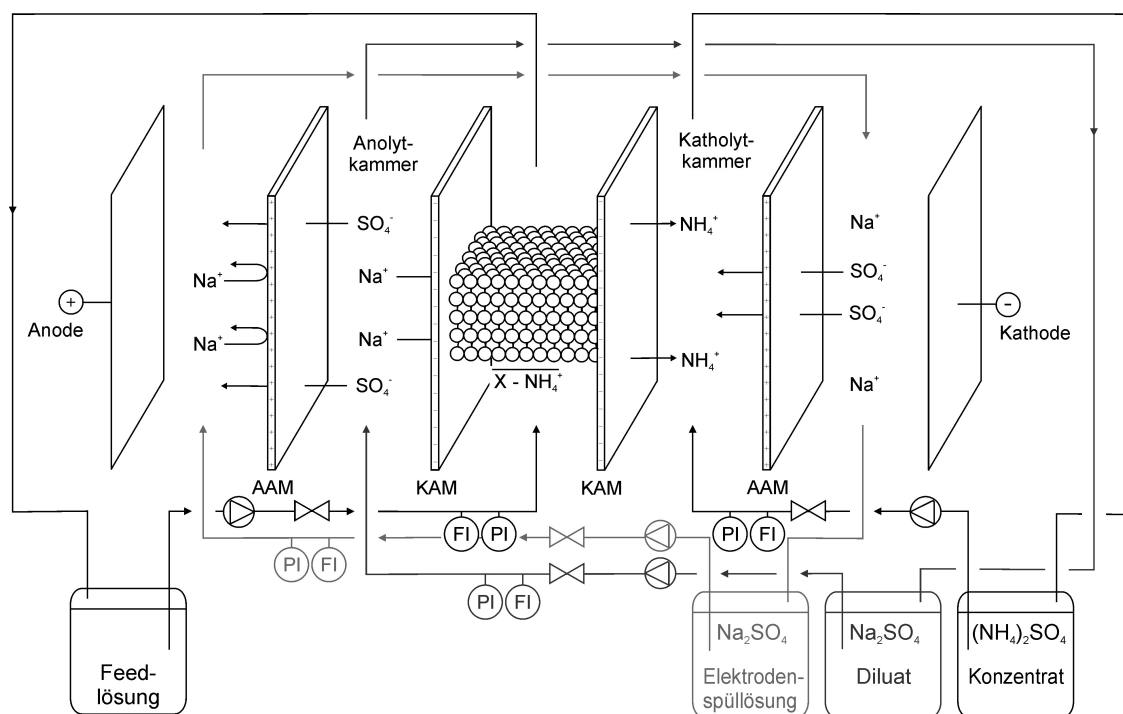 Anolyt-
kammer
Katholyt-
kammer
SO₄⁻
NH₄⁺
Na⁺
Na⁺
Na⁺
SO₄⁻
+
Anode
−
Kathode
Na⁺
Na⁺
SO₄⁻
SO₄⁻
NH₄⁺
Na⁺
X - NH₄⁺
AAM
KAM
KAM
AAM
FI
PI
PI
FI
PI
FI
PI
FI
Na₂SO₄
Elektroden-
spüllösung
Na₂SO₄
Diluat
(NH₄)₂SO₄
Konzentrat
Feed-
lösung